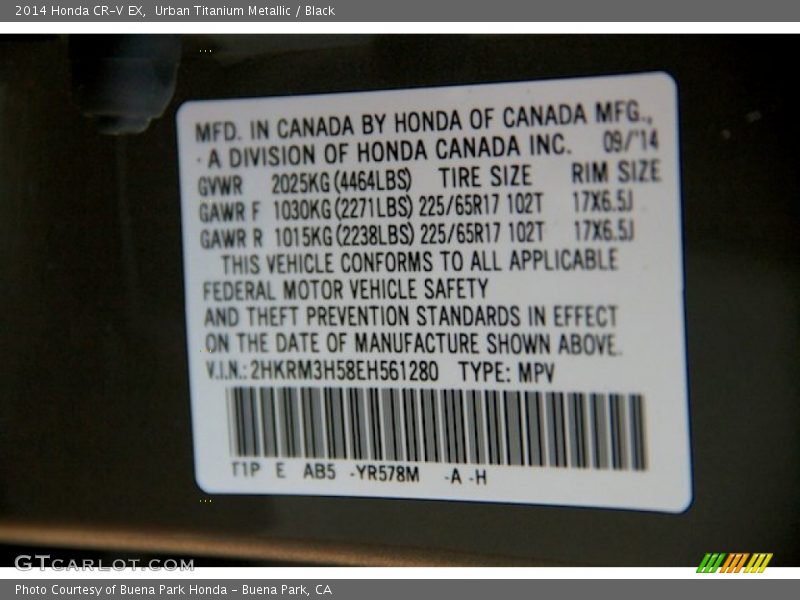 2014 Honda CR-V EX, Urban Titanium Metallic / Black
MFD. IN CANADA BY HONDA OF CANADA MFG.,
· A DIVISION OF HONDA CANADA INC. 09/'14
GVWR 2025KG (4464LBS) TIRE SIZE RIM SIZE
GAWR F 1030KG (2271LBS) 225/65R17 102T 17X6.5J
GAWR R 1015KG (2238LBS) 225/65R17 102T 17X6.5J
THIS VEHICLE CONFORMS TO ALL APPLICABLE
FEDERAL MOTOR VEHICLE SAFETY
AND THEFT PREVENTION STANDARDS IN EFFECT
ON THE DATE OF MANUFACTURE SHOWN ABOVE.
V.I.N.: 2HKRM3H58EH561280 TYPE: MPV
T1P E AB5 -YR578M -A -H
GTCARLOT.COM
Photo Courtesy of Buena Park Honda - Buena Park, CA